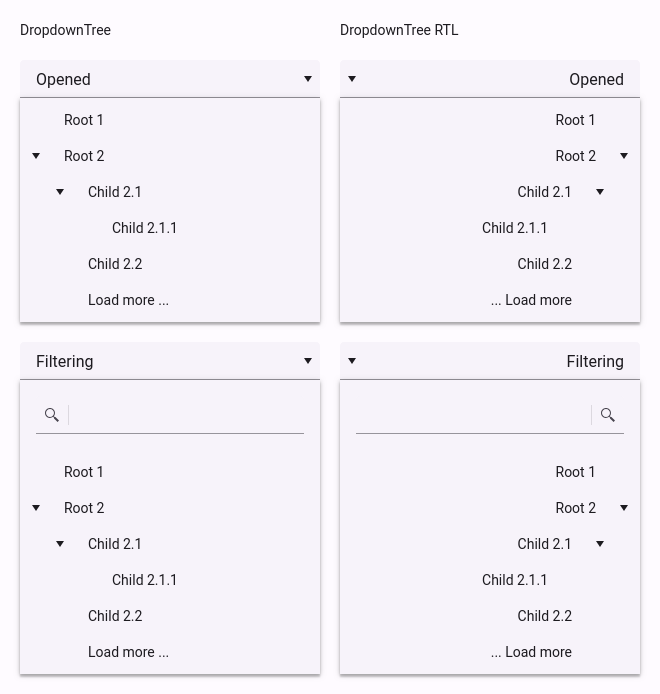 DropdownTree
DropdownTree RTL
Opened
Root 1
Root 2
Child 2.1
Child 2.1.1
Child 2.2
Load more ...
Opened
Root 1
Root 2
Child 2.1
Child 2.1.1
Child 2.2
... Load more
Filtering
Root 1
Root 2
Child 2.1
Child 2.1.1
Child 2.2
Load more ...
Filtering
Root 1
Root 2
Child 2.1
Child 2.1.1
Child 2.2
... Load more